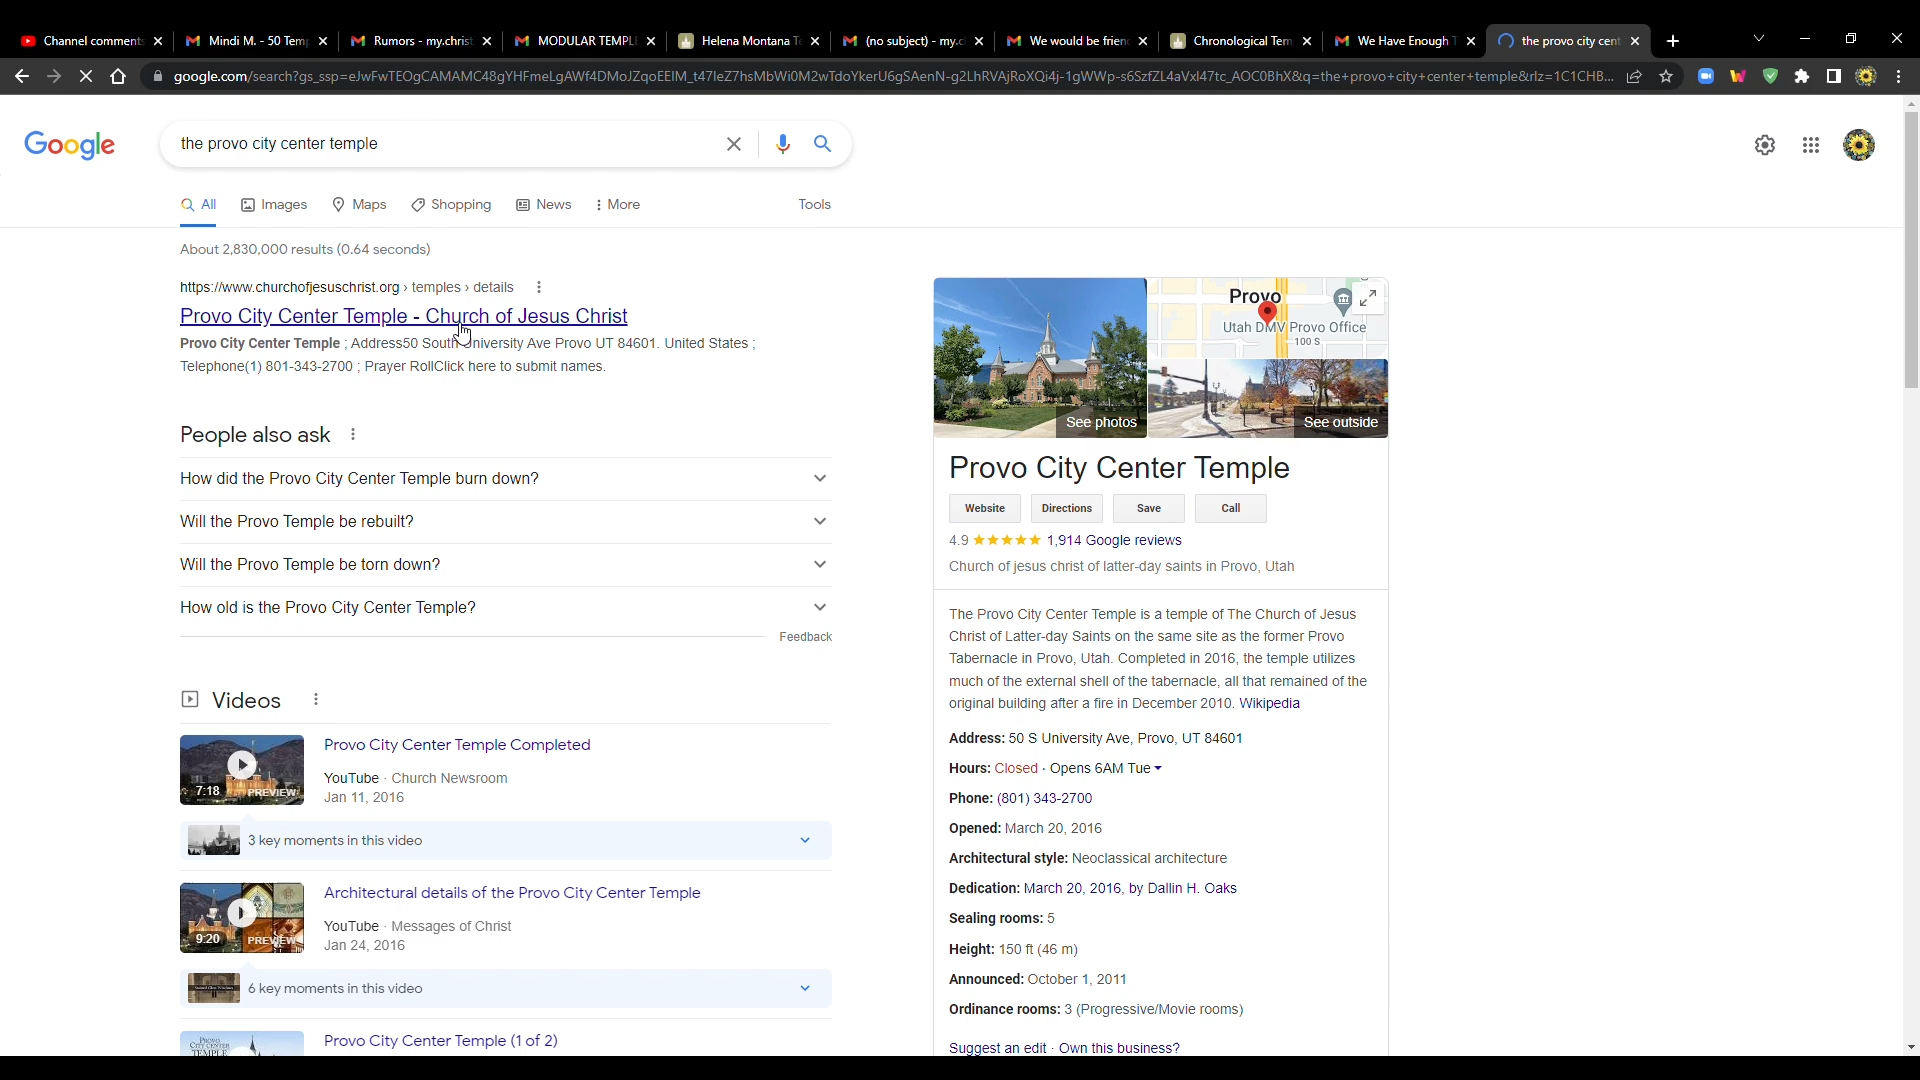 Channel comments
Mindi M. - 50 Tem
Rumors - my.christ
MODULAR TEMPL
Helena Montana T
(no subject) - my.c
We would be frien
Chronological Tem
We Have Enough T
the provo city cent
google.com/search?gs_ssp=
&q=the+provo+city+center+temple&rlz=1C1CHB...
Google
the provo city center temple
All
Images
Maps
Shopping
News
More
Tools
About 2,830,000 results (0.64 seconds)
https://www.churchofjesuschrist.org › temples › details
Provo City Center Temple - Church of Jesus Christ
Provo City Center Temple ; Address50 South University Ave Provo UT 84601. United States ;
Telephone(1) 801-343-2700 ; Prayer RollClick here to submit names.
People also ask
How did the Provo City Center Temple burn down?
Will the Provo Temple be rebuilt?
Will the Provo Temple be torn down?
How old is the Provo City Center Temple?
Feedback
Videos
7:18
PREVIEW
Provo City Center Temple Completed
YouTube · Church Newsroom
Jan 11, 2016
3 key moments in this video
9:20
PREVIEW
Architectural details of the Provo City Center Temple
YouTube · Messages of Christ
Jan 24, 2016
6 key moments in this video
PROVO
CITY CENTER
TEMPLE
Provo City Center Temple (1 of 2)
Provo
Utah DMV Provo Office
100 S
See photos
See outside
Provo City Center Temple
Website
Directions
Save
Call
4.9 ★★★★★ 1,914 Google reviews
Church of jesus christ of latter-day saints in Provo, Utah
The Provo City Center Temple is a temple of The Church of Jesus
Christ of Latter-day Saints on the same site as the former Provo
Tabernacle in Provo, Utah. Completed in 2016, the temple utilizes
much of the external shell of the tabernacle, all that remained of the
original building after a fire in December 2010. Wikipedia
Address: 50 S University Ave, Provo, UT 84601
Hours: Closed · Opens 6AM Tue
Phone: (801) 343-2700
Opened: March 20, 2016
Architectural style: Neoclassical architecture
Dedication: March 20, 2016, by Dallin H. Oaks
Sealing rooms: 5
Height: 150 ft (46 m)
Announced: October 1, 2011
Ordinance rooms: 3 (Progressive/Movie rooms)
Suggest an edit · Own this business?